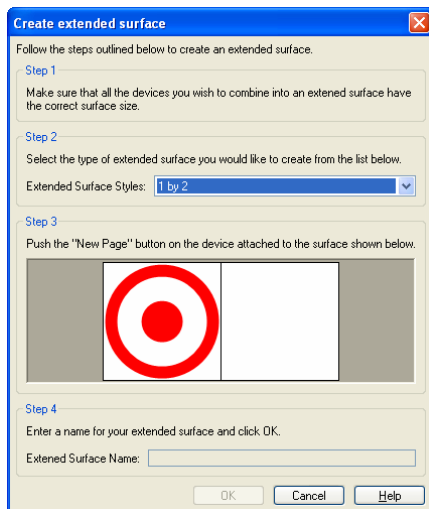 Create extended surface
Follow the steps outlined below to create an extended surface.
Step 1
Make sure that all the devices you wish to combine into an extened surface have
the correct surface size.
Step 2
Select the type of extended surface you would like to create from the list below.
Extended Surface Styles: 1 by 2
Step 3
Push the "New Page" button on the device attached to the surface shown below.
Step 4
Enter a name for your extended surface and click OK.
Extened Surface Name:
OK Cancel Help